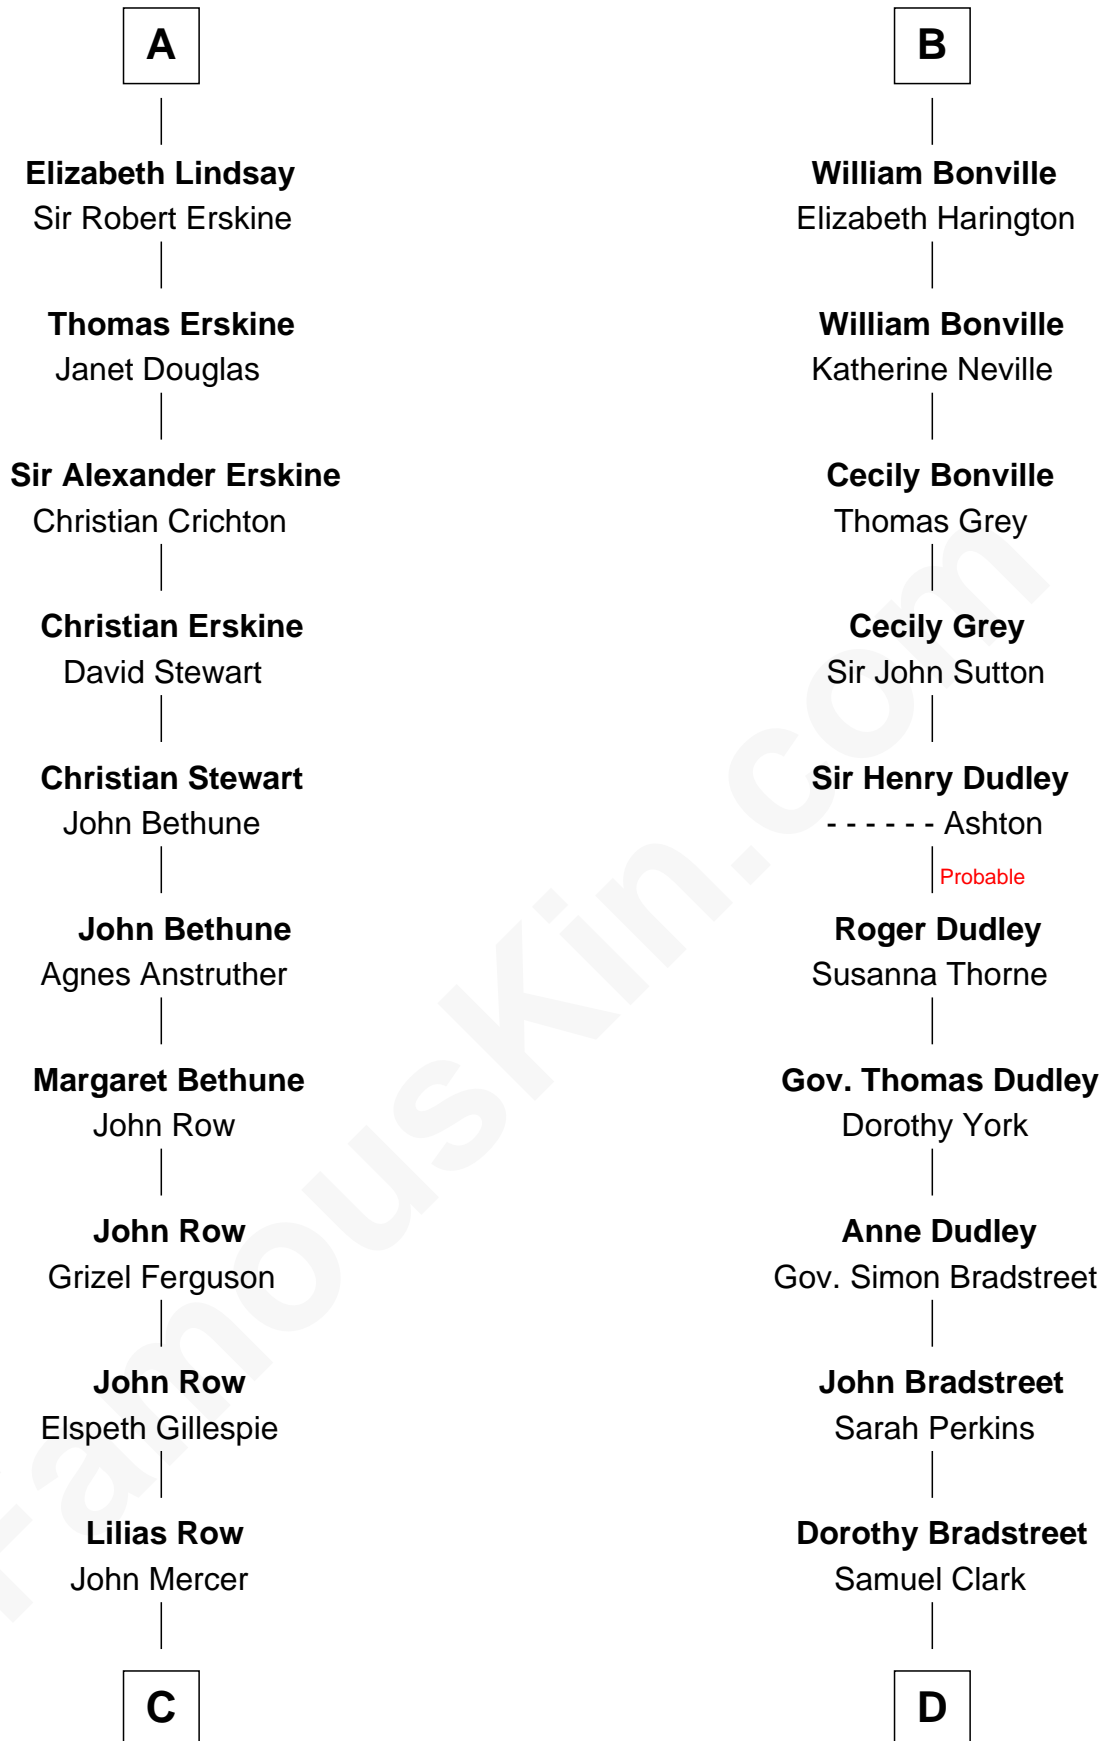 A
Elizabeth Lindsay
Sir Robert Erskine
Thomas Erskine
Janet Douglas
Sir Alexander Erskine
Christian Crichton
Christian Erskine
David Stewart
Christian Stewart
John Bethune
John Bethune
Agnes Anstruther
Margaret Bethune
John Row
John Row
Grizel Ferguson
John Row
Elspeth Gillespie
Lilias Row
John Mercer
C
B
William Bonville
Elizabeth Harington
William Bonville
Katherine Neville
Cecily Bonville
Thomas Grey
Cecily Grey
Sir John Sutton
Sir Henry Dudley
- - - - - - Ashton
Probable
Roger Dudley
Susanna Thorne
Gov. Thomas Dudley
Dorothy York
Anne Dudley
Gov. Simon Bradstreet
John Bradstreet
Sarah Perkins
Dorothy Bradstreet
Samuel Clark
D
FamousKin.com